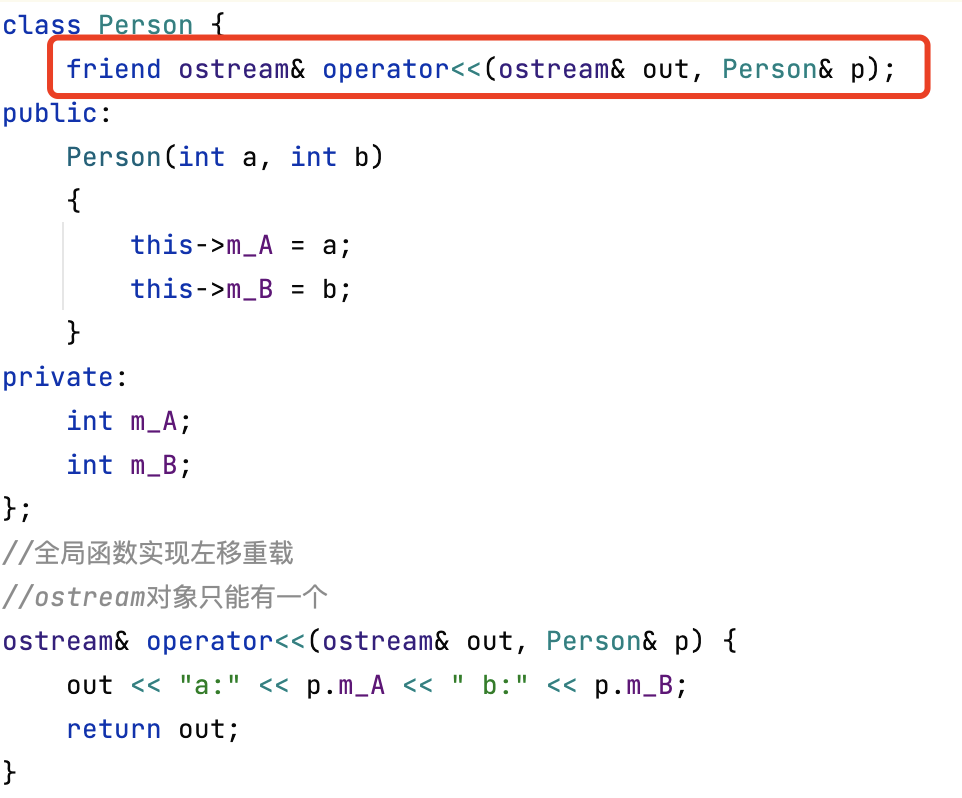 class Person {
    friend ostream& operator<<(ostream& out, Person& p);
public:
    Person(int a, int b)
    {
        this->m_A = a;
        this->m_B = b;
    }
private:
    int m_A;
    int m_B;
};
//全局函数实现左移重载
//ostream对象只能有一个
ostream& operator<<(ostream& out, Person& p) {
    out << "a:" << p.m_A << " b:" << p.m_B;
    return out;
}